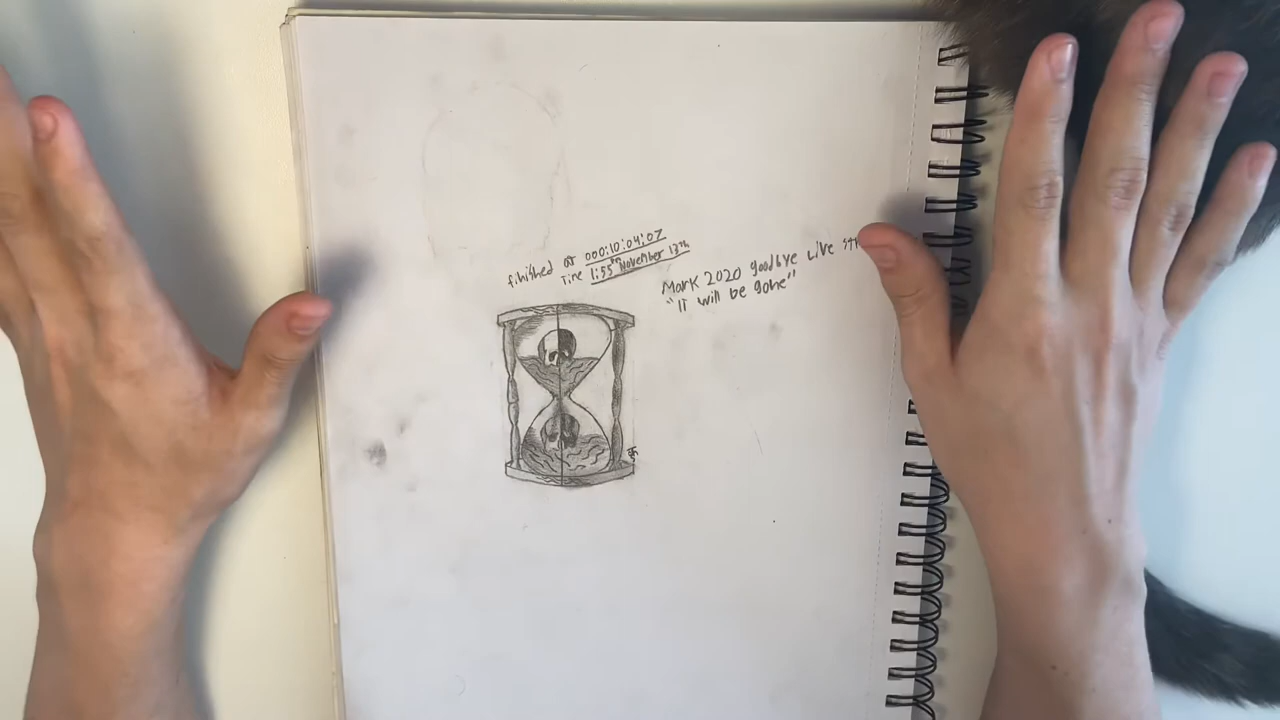 finished at 000:10:04:07
Time 1:55 November 13th
Mark 2020 goodbye Live
"it will be gone"